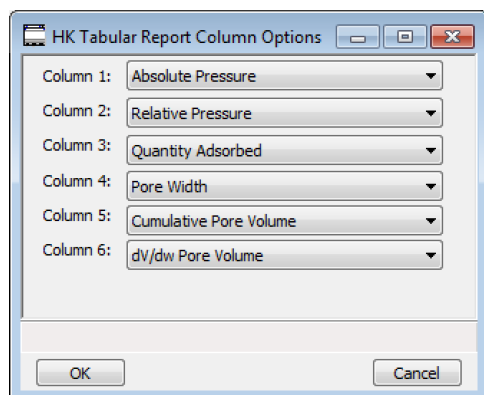 HK Tabular Report Column Options
Column 1: Absolute Pressure
Column 2: Relative Pressure
Column 3: Quantity Adsorbed
Column 4: Pore Width
Column 5: Cumulative Pore Volume
Column 6: dV/dw Pore Volume
OK Cancel